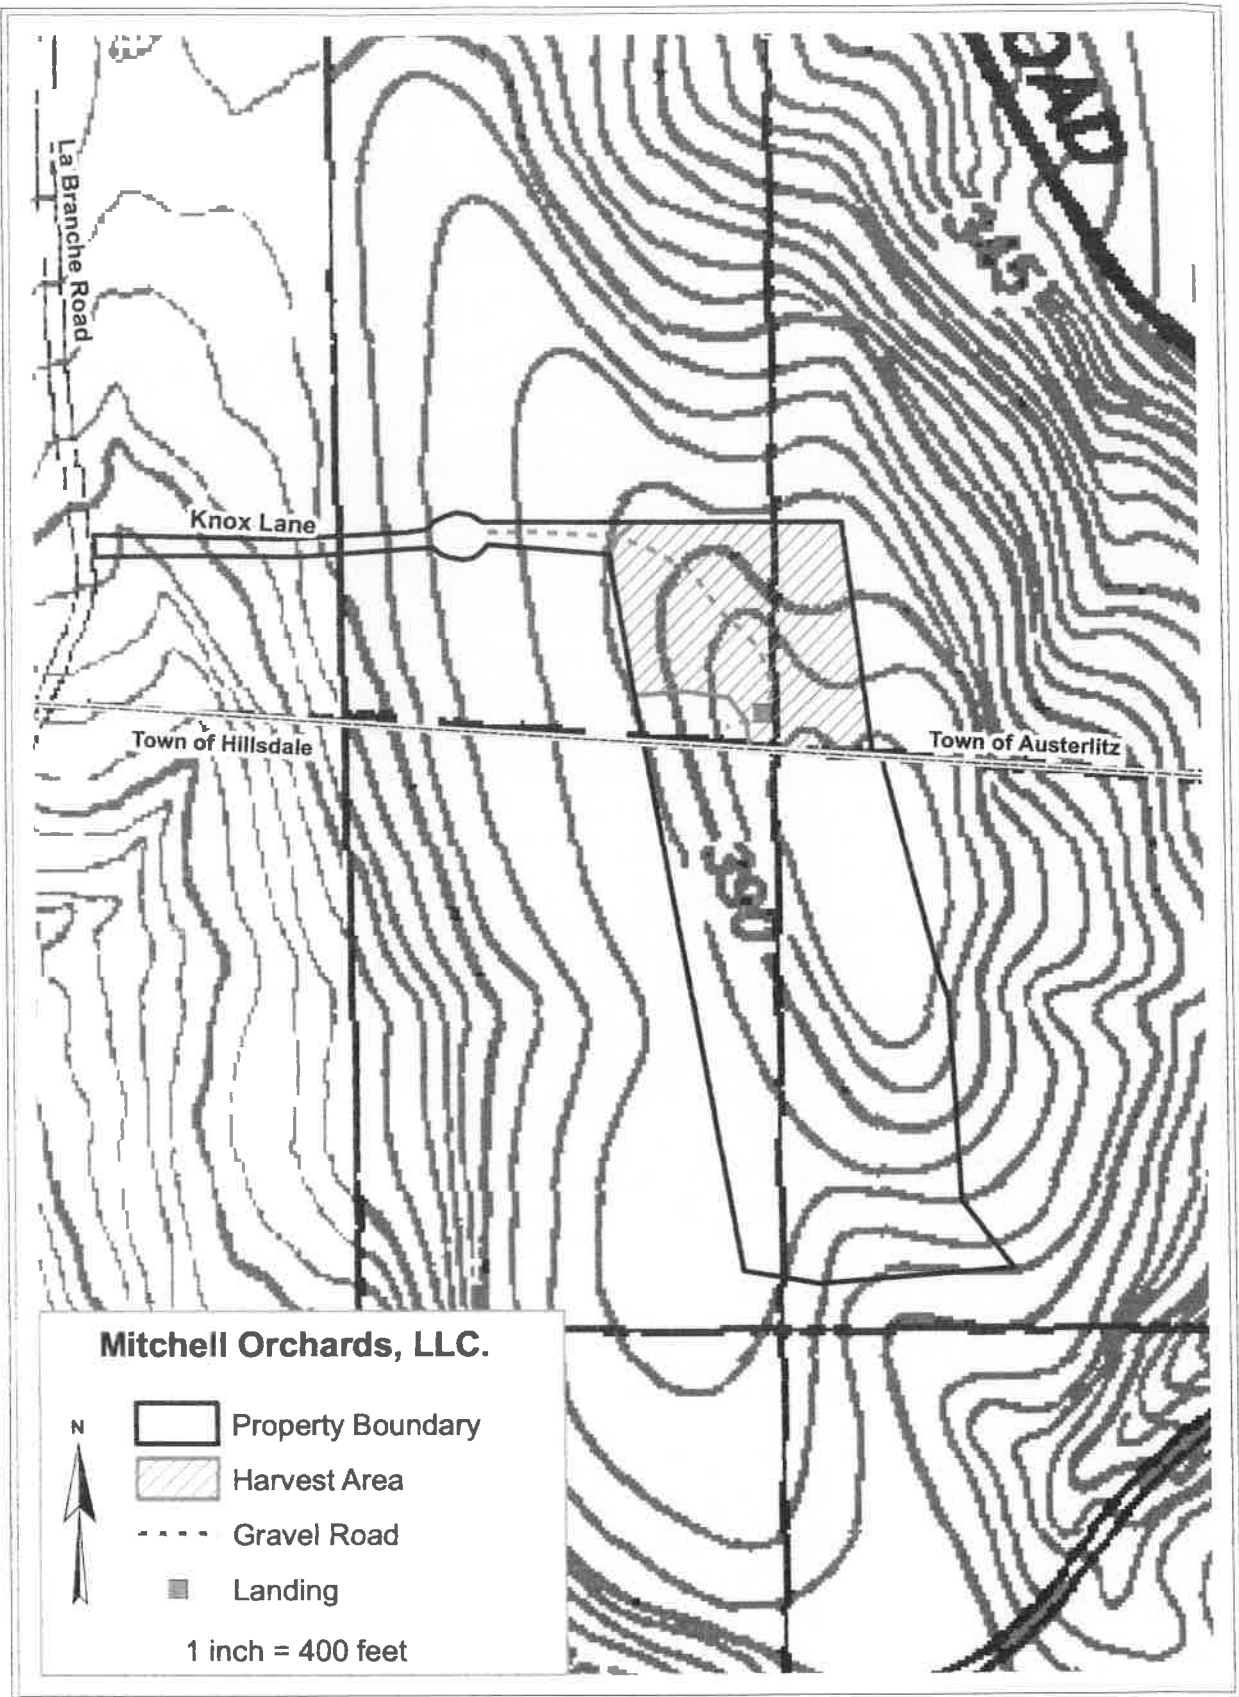 OAD
La Branche Road
345
Knox Lane
Town of Hillsdale
Town of Austerlitz
390
Mitchell Orchards, LLC.
N
Property Boundary
Harvest Area
Gravel Road
Landing
1 inch = 400 feet